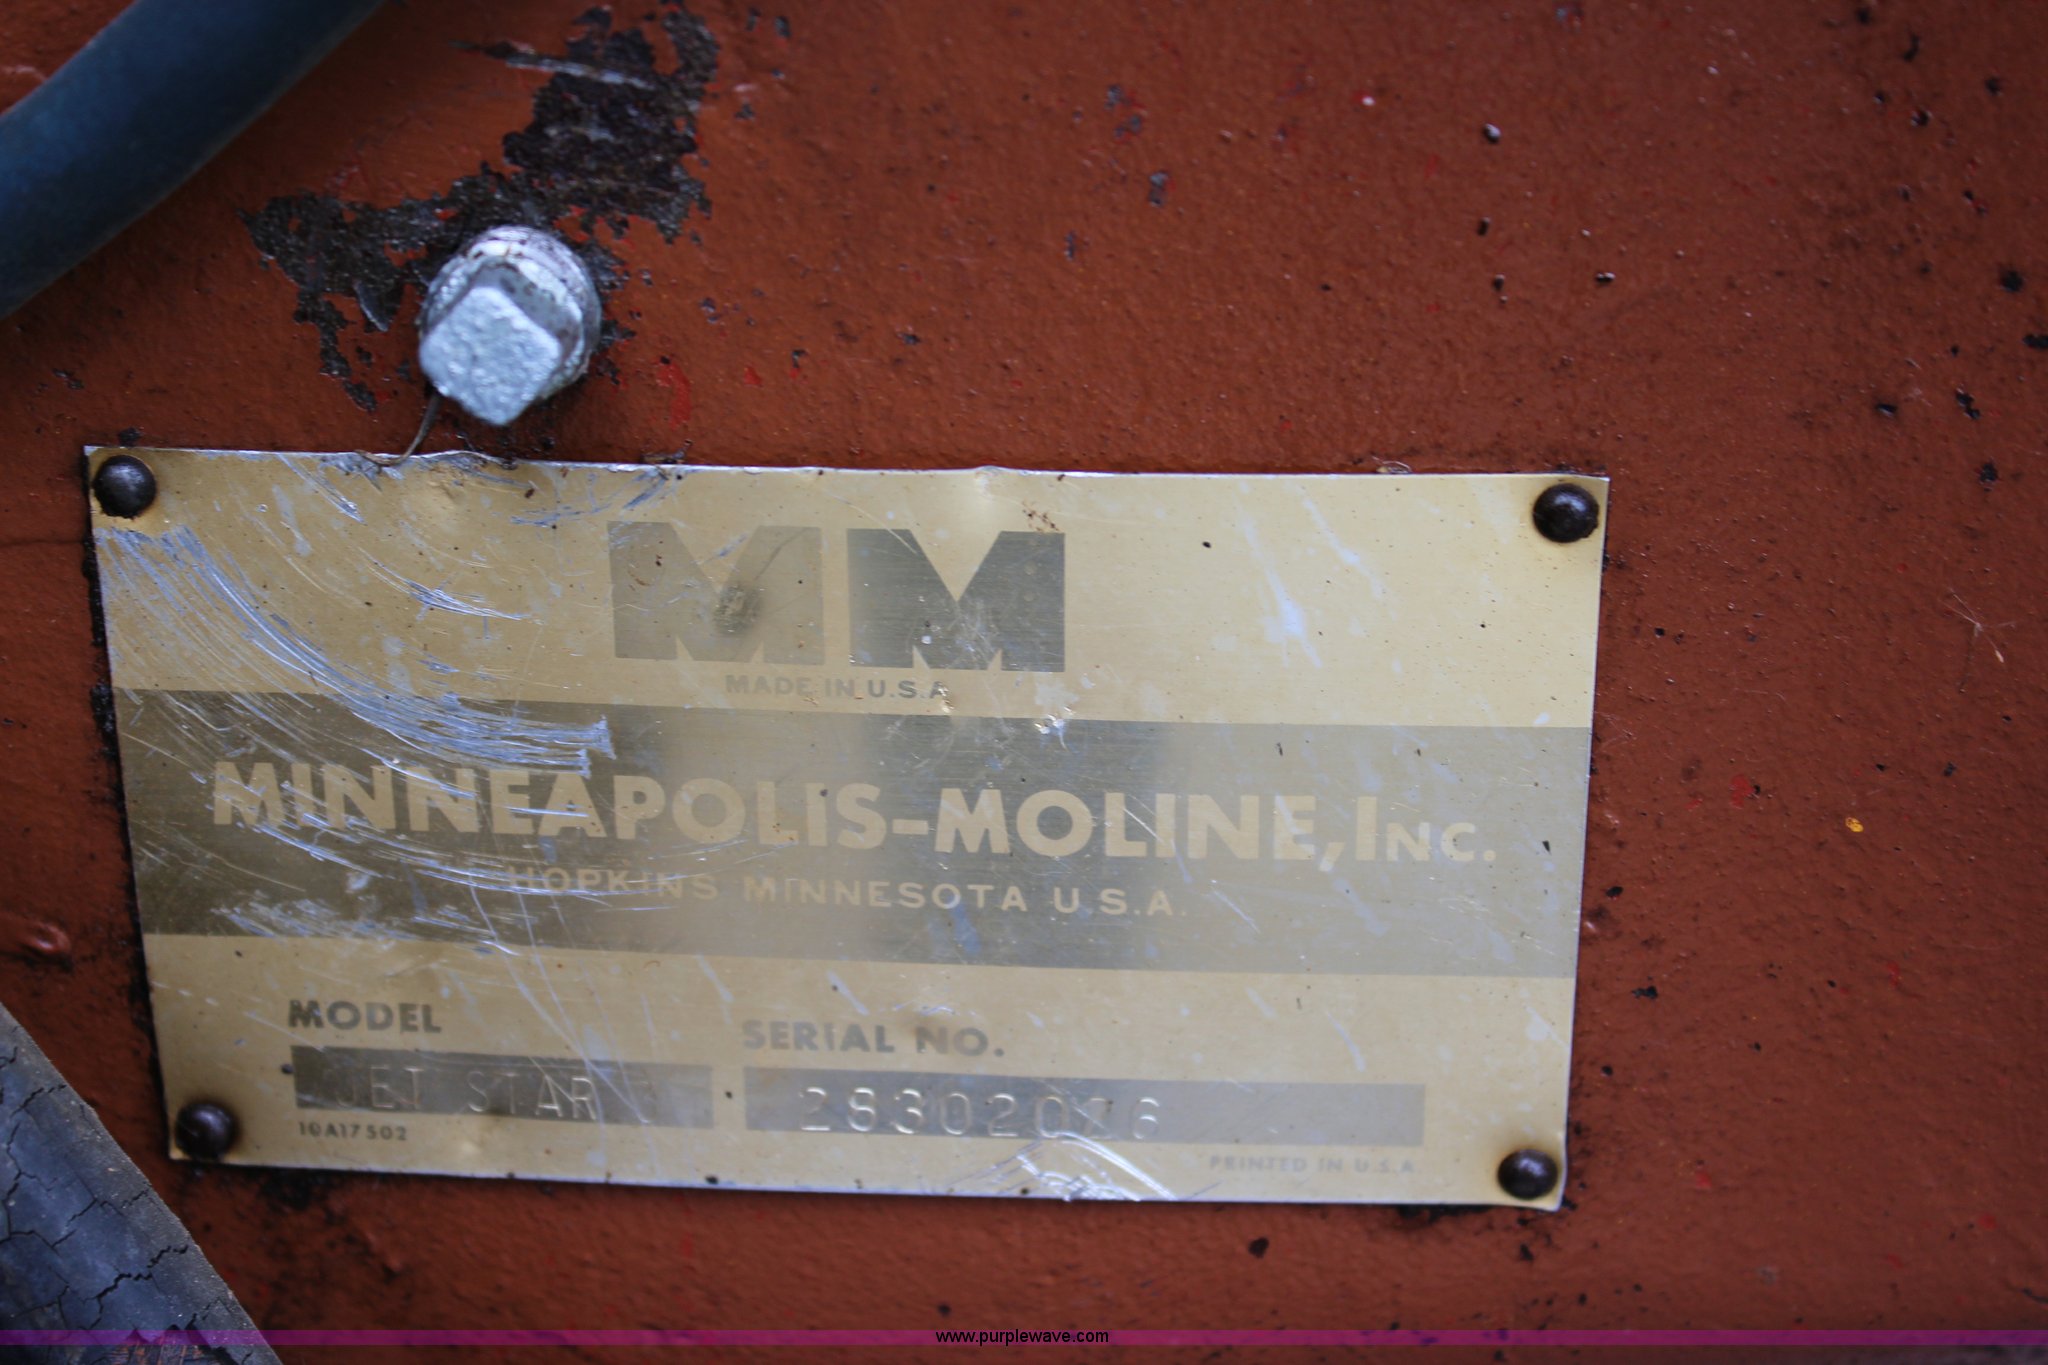 MM
MADE IN U.S.A
MINNEAPOLIS-MOLINE, INC.
HOPKINS MINNESOTA U.S.A.
MODEL
SERIAL NO.
JET STAR
28302026
10A17502
PRINTED IN U.S.A
www.purplewave.com